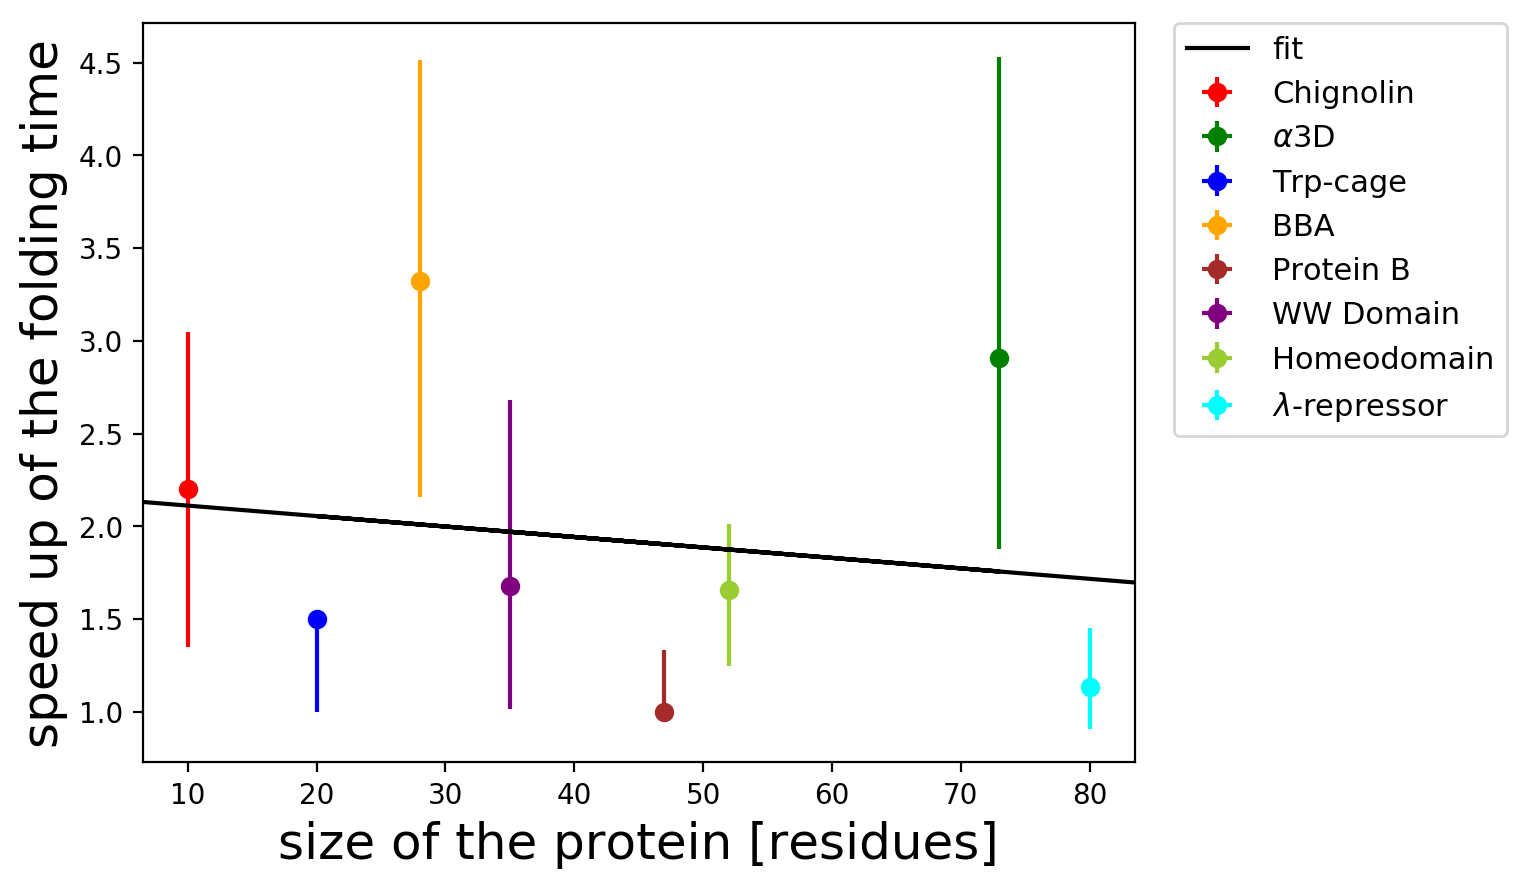 speed up of the folding time
4.5
4.0
3.5
3.0
2.5
2.0
1.5
1.0
10 20 30 40 50 60 70 80
size of the protein [residues]
fit
Chignolin
α3D
Trp-cage
BBA
Protein B
WW Domain
Homeodomain
λ-repressor